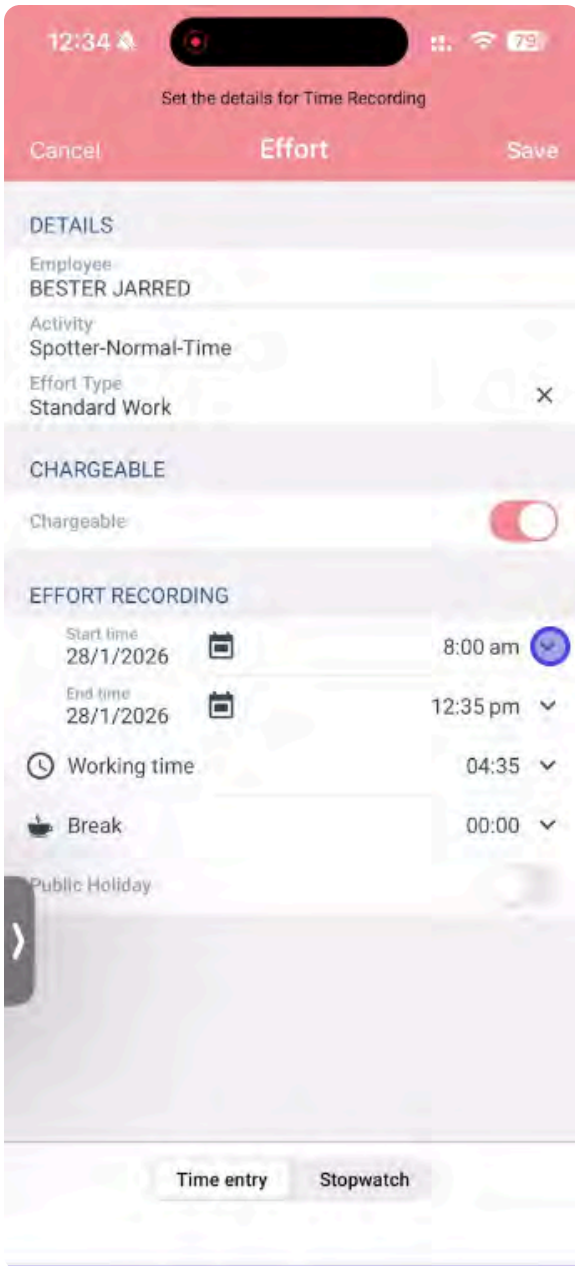 12:34
79
Set the details for Time Recording
Cancel Effort Save
DETAILS
Employee
BESTER JARRED
Activity
Spotter-Normal-Time
Effort Type
Standard Work
CHARGEABLE
Chargeable
EFFORT RECORDING
Start time
28/1/2026 8:00 am
End time
28/1/2026 12:35 pm
Working time 04:35
Break 00:00
Public Holiday
Time entry Stopwatch